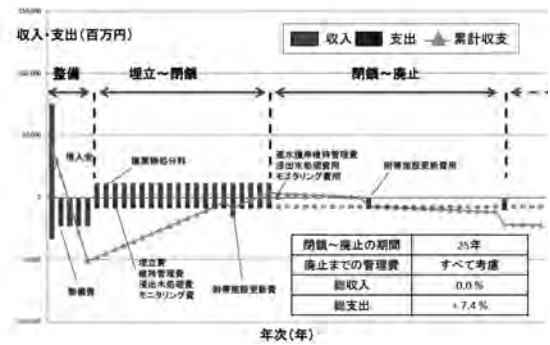 収入・支出(百万円)
収入 支出 累計収支
整備 埋立～閉鎖 閉鎖～廃止
借入金
廃棄物処分料
遮水護岸維持管理費
浸出水処理費用
モニタリング費用
附帯施設更新費用
0
埋立費
維持管理費
浸出水処理費
モニタリング費
附帯施設更新費
整備費
閉鎖～廃止の期間 25年
廃止までの管理費 すべて考慮
総収入 0.0%
総支出 +7.4%
年次(年)